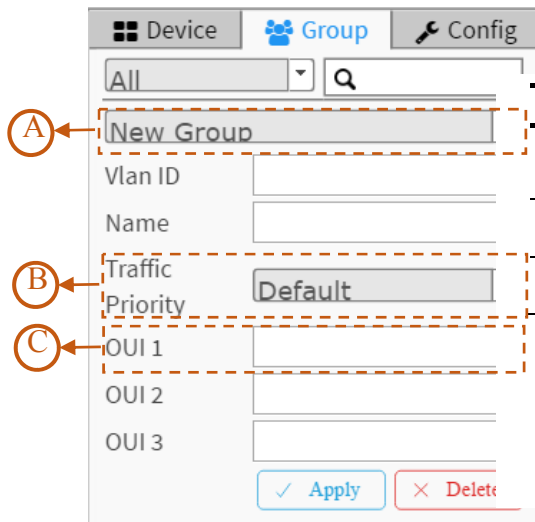 Device Group Config
All
A
New Group
Vlan ID
Name
B
Traffic
Priority
Default
C
OUI 1
OUI 2
OUI 3
Apply Delete